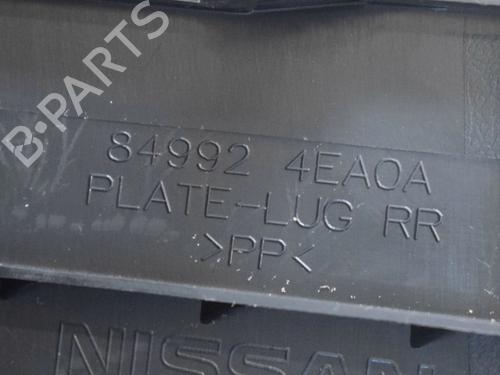 B-PARTS
84992 4EA0A
PLATE-LUG RR
>PP<
NISSAN